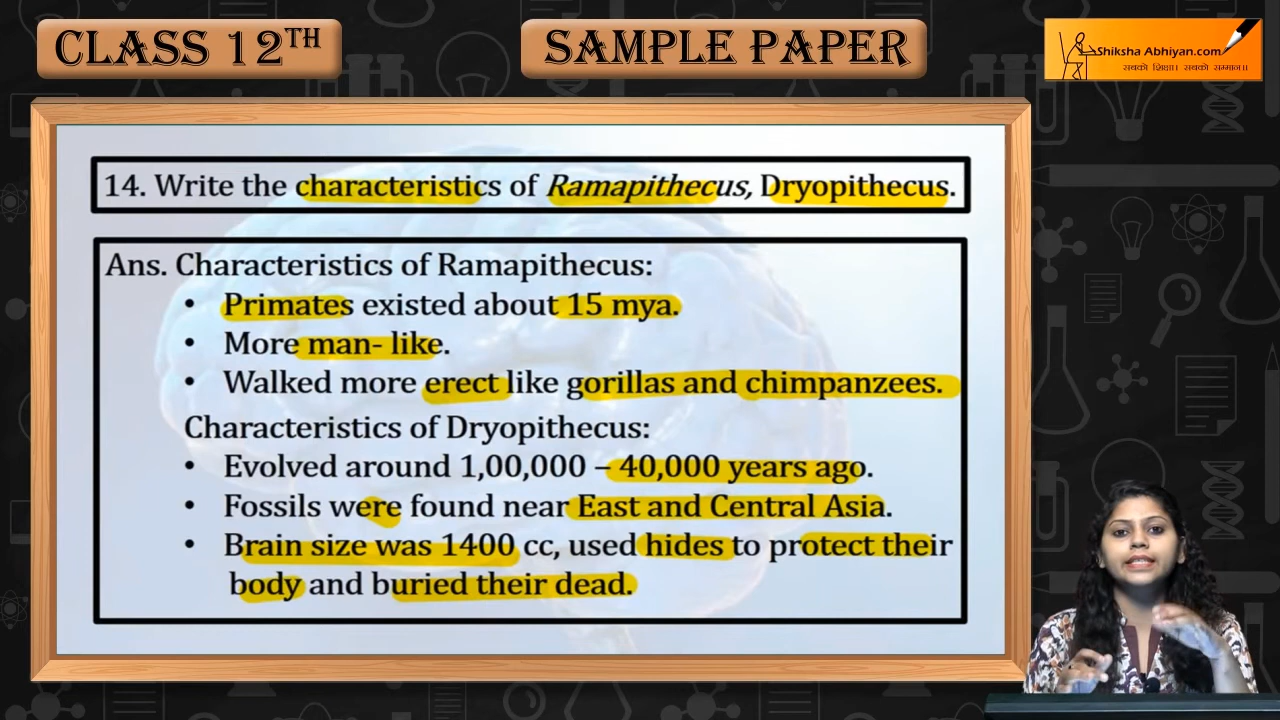 CLASS 12TH
SAMPLE PAPER
Shiksha Abhiyan.com
सबको शिक्षा। सबको सम्मान॥
14. Write the characteristics of Ramapithecus, Dryopithecus.
Ans. Characteristics of Ramapithecus:
• Primates existed about 15 mya.
• More man- like.
• Walked more erect like gorillas and chimpanzees.
Characteristics of Dryopithecus:
• Evolved around 1,00,000 – 40,000 years ago.
• Fossils were found near East and Central Asia.
• Brain size was 1400 cc, used hides to protect their
body and buried their dead.